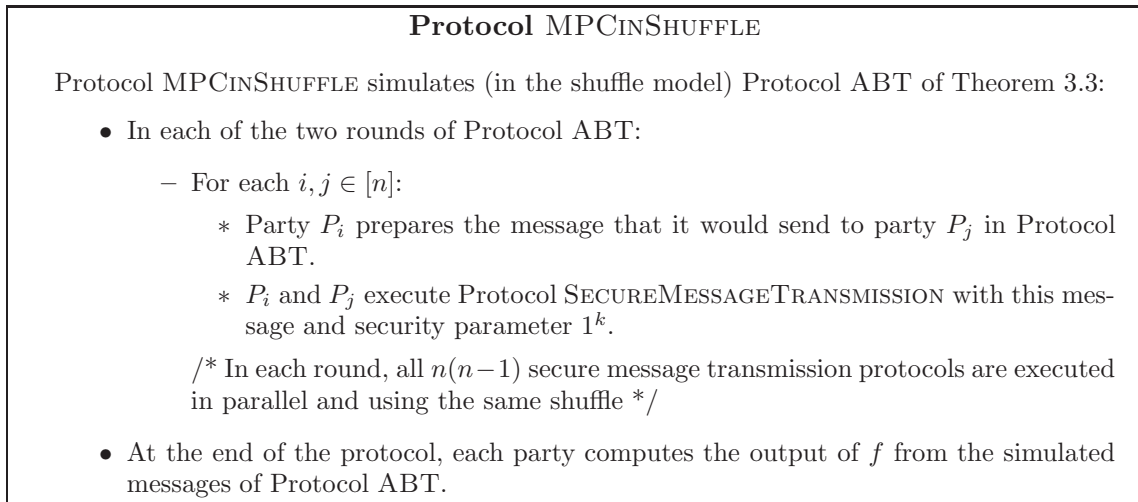 Protocol MPCINSHUFFLE
Protocol MPCINSHUFFLE simulates (in the shuffle model) Protocol ABT of Theorem 3.3:
• In each of the two rounds of Protocol ABT:
– For each i, j ∈ [n]:
∗ Party P_i prepares the message that it would send to party P_j in Protocol
ABT.
∗ P_i and P_j execute Protocol SECUREMESSAGETRANSMISSION with this mes-
sage and security parameter 1^k.
/* In each round, all n(n−1) secure message transmission protocols are executed
in parallel and using the same shuffle */
• At the end of the protocol, each party computes the output of f from the simulated
messages of Protocol ABT.